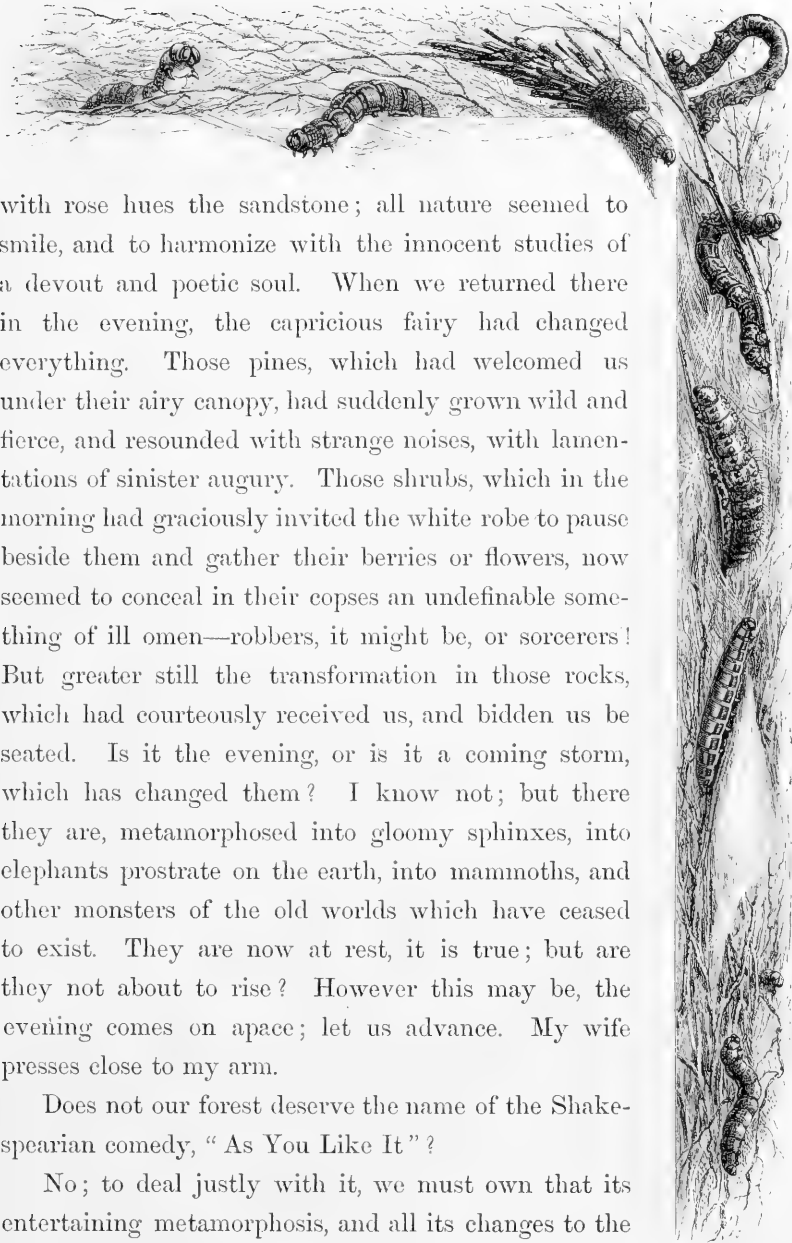 with rose hues the sandstone; all nature seemed to
smile, and to harmonize with the innocent studies of
a devout and poetic soul. When we returned there
in the evening, the capricious fairy had changed
everything. Those pines, which had welcomed us
under their airy canopy, had suddenly grown wild and
fierce, and resounded with strange noises, with lamen-
tations of sinister augury. Those shrubs, which in the
morning had graciously invited the white robe to pause
beside them and gather their berries or flowers, now
seemed to conceal in their copses an undefinable some-
thing of ill omen—robbers, it might be, or sorcerers!
But greater still the transformation in those rocks,
which had courteously received us, and bidden us be
seated. Is it the evening, or is it a coming storm,
which has changed them? I know not; but there
they are, metamorphosed into gloomy sphinxes, into
elephants prostrate on the earth, into mammoths, and
other monsters of the old worlds which have ceased
to exist. They are now at rest, it is true; but are
they not about to rise? However this may be, the
evening comes on apace; let us advance. My wife
presses close to my arm.
Does not our forest deserve the name of the Shake-
spearian comedy, "As You Like It"?
No; to deal justly with it, we must own that its
entertaining metamorphosis, and all its changes to the